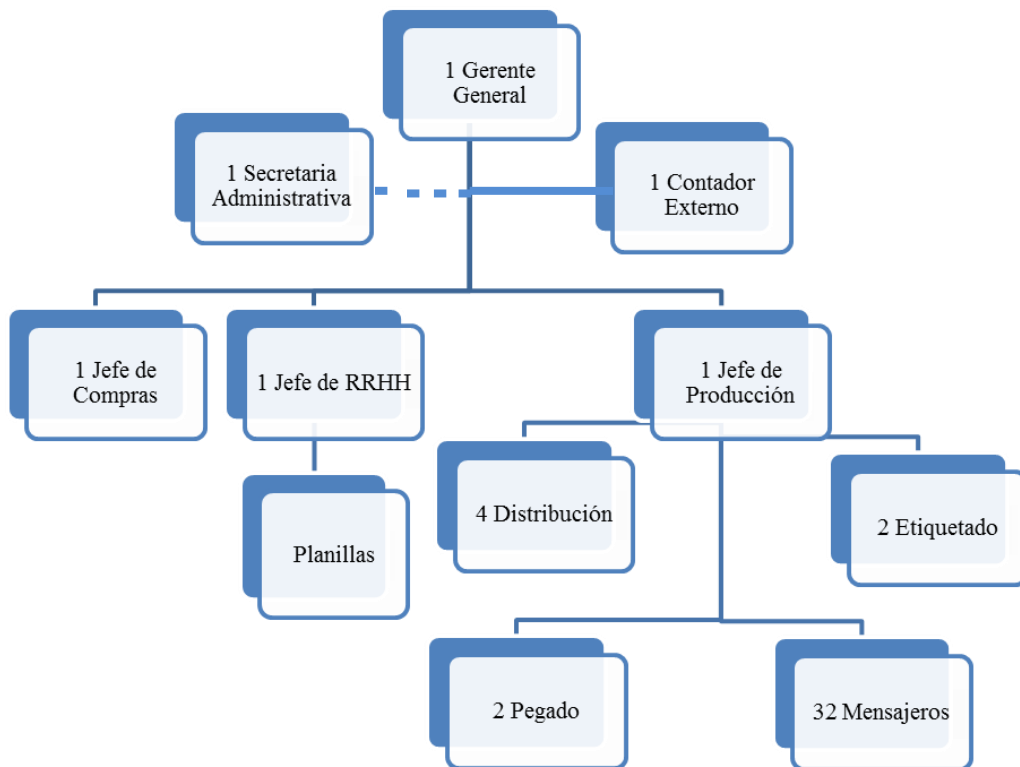 1 Gerente
General
1 Secretaria
Administrativa
1 Contador
Externo
1 Jefe de
Compras
1 Jefe de RRHH
1 Jefe de
Producción
Planillas
4 Distribución
2 Etiquetado
2 Pegado
32 Mensajeros